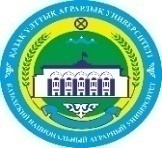 ҚАЗАҚ ҰЛТТЫҚ АГРАРЛЫҚ УНИВЕРСИТЕТІ
КАЗАХСКИЙ НАЦИОНАЛЬНЫЙ АГРАРНЫЙ УНИВЕРСИТЕТ